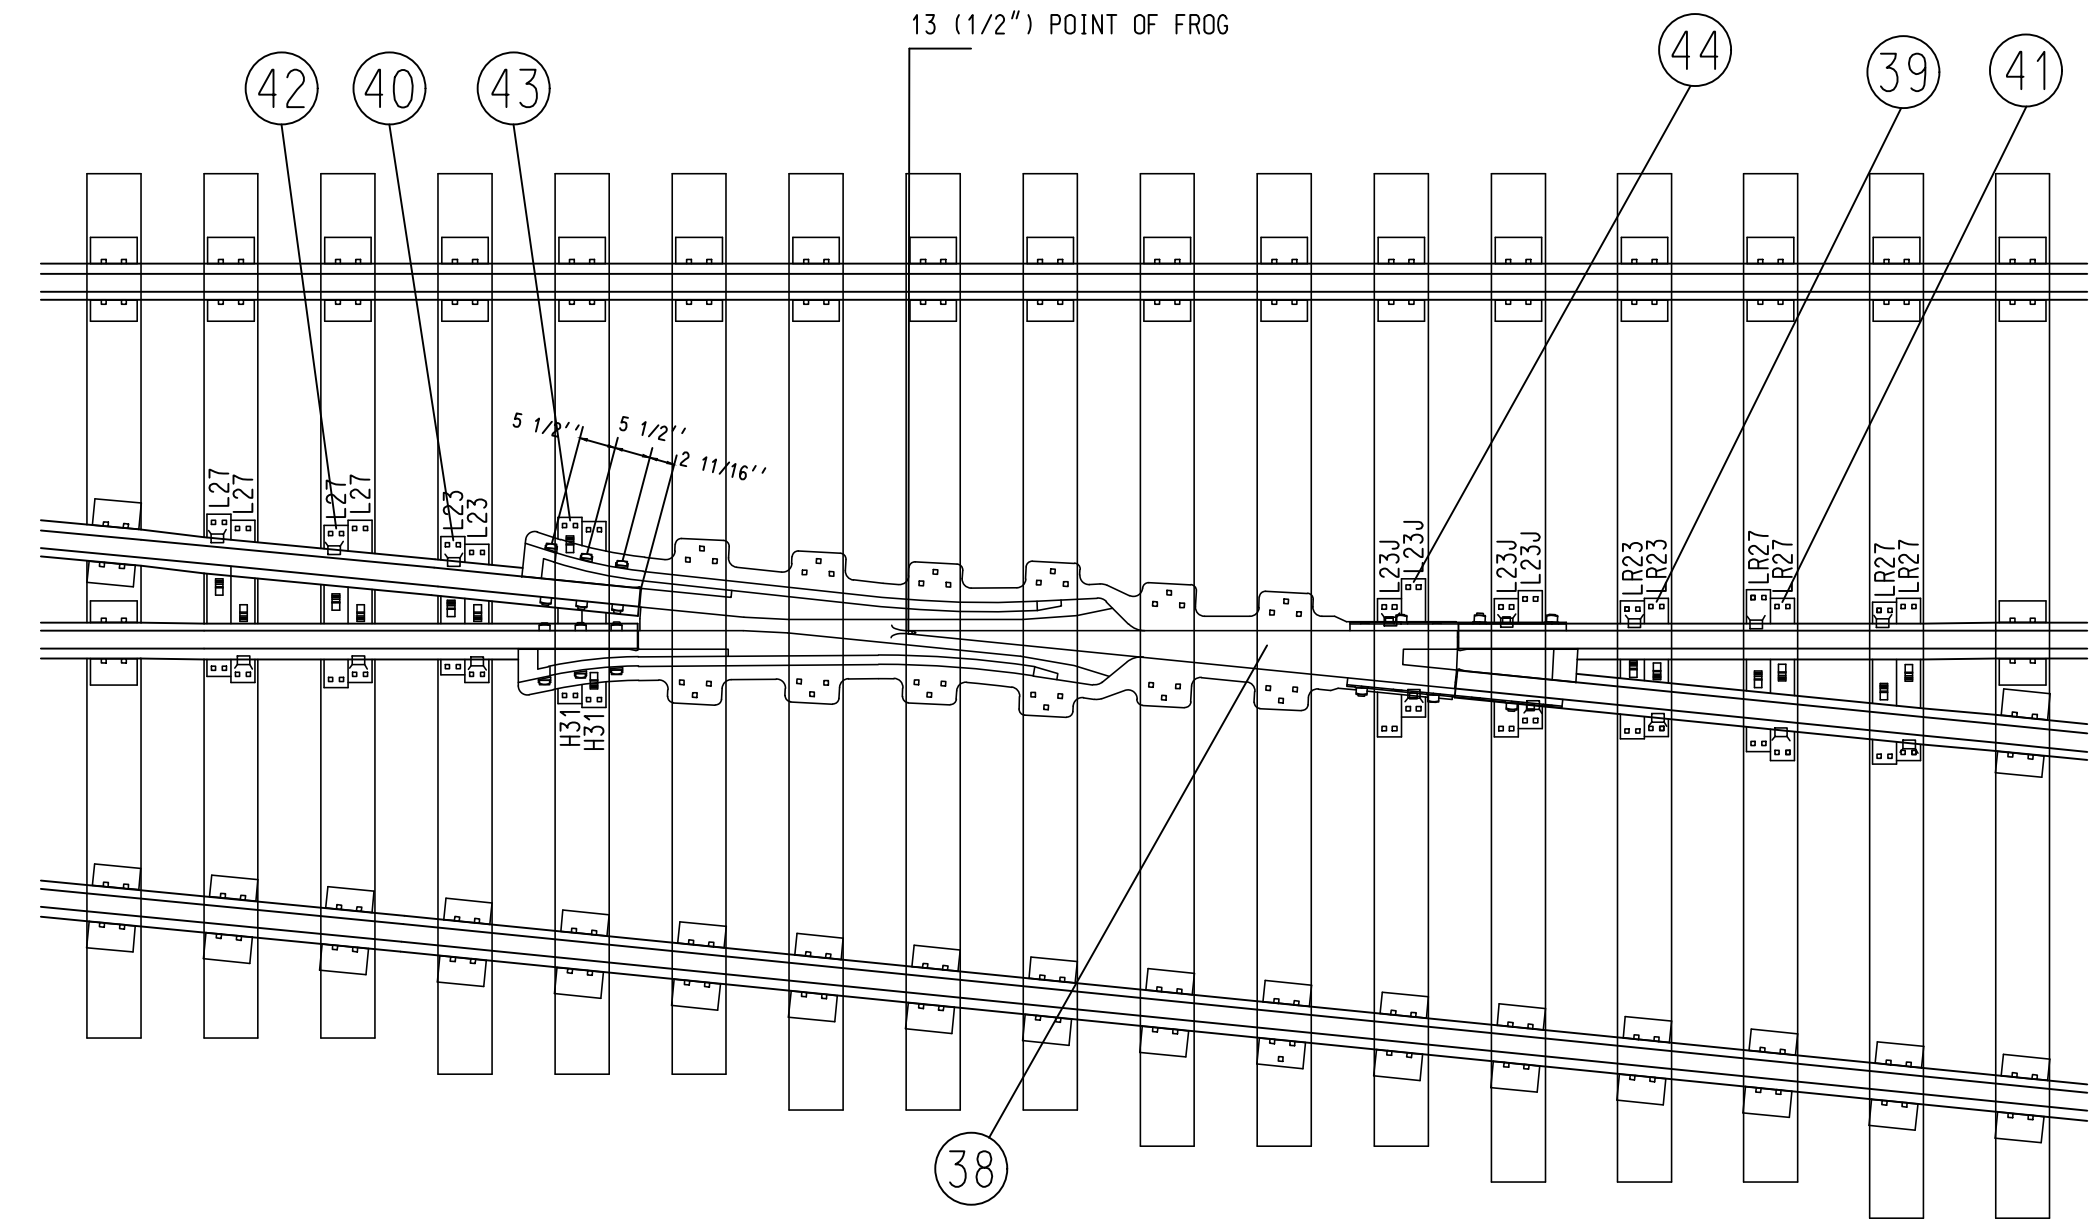 13 (1/2") POINT OF FROG
42
40
43
44
39
41
5 1/2''
5 1/2''
2 11/16''
L27
L27
L27
L27
L23
L23
H31
H31
L23J
L23J
L23J
L23J
LR23
LR23
LR27
LR27
LR27
LR27
38